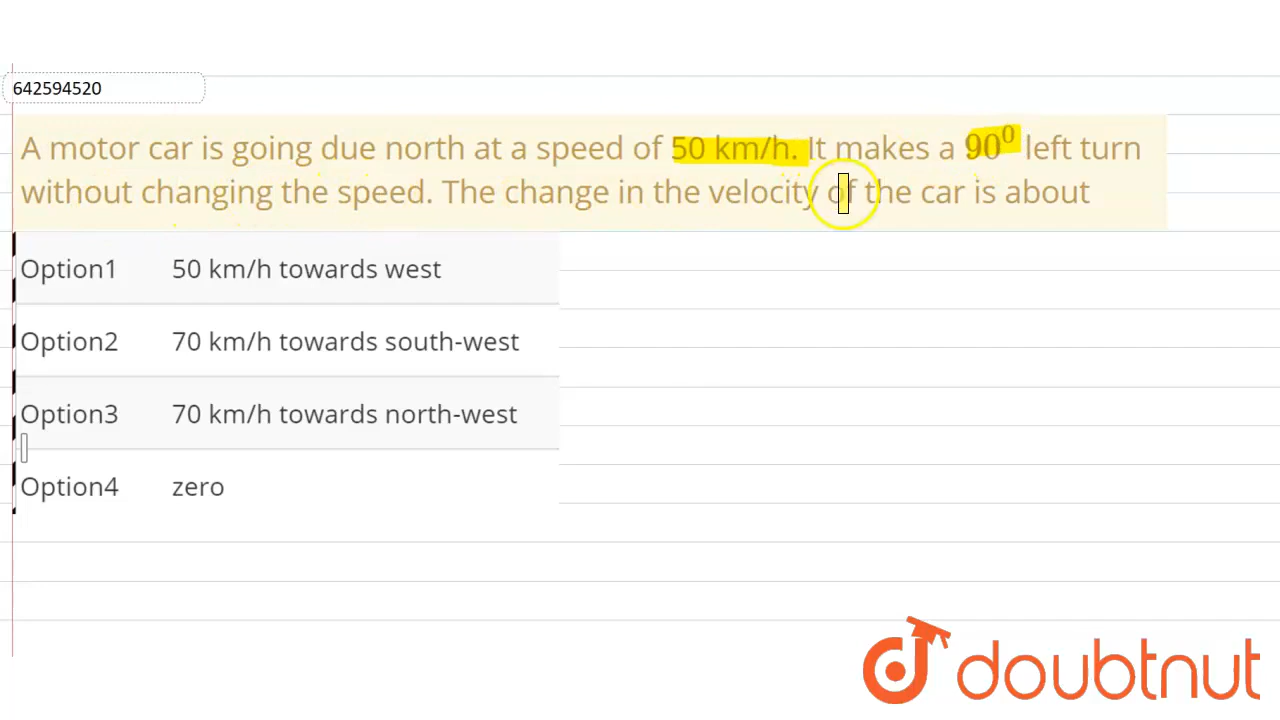 642594520
A motor car is going due north at a speed of 50 km/h. It makes a 90⁰ left turn
without changing the speed. The change in the velocity of the car is about
Option1 50 km/h towards west
Option2 70 km/h towards south-west
Option3 70 km/h towards north-west
Option4 zero
doubtnut